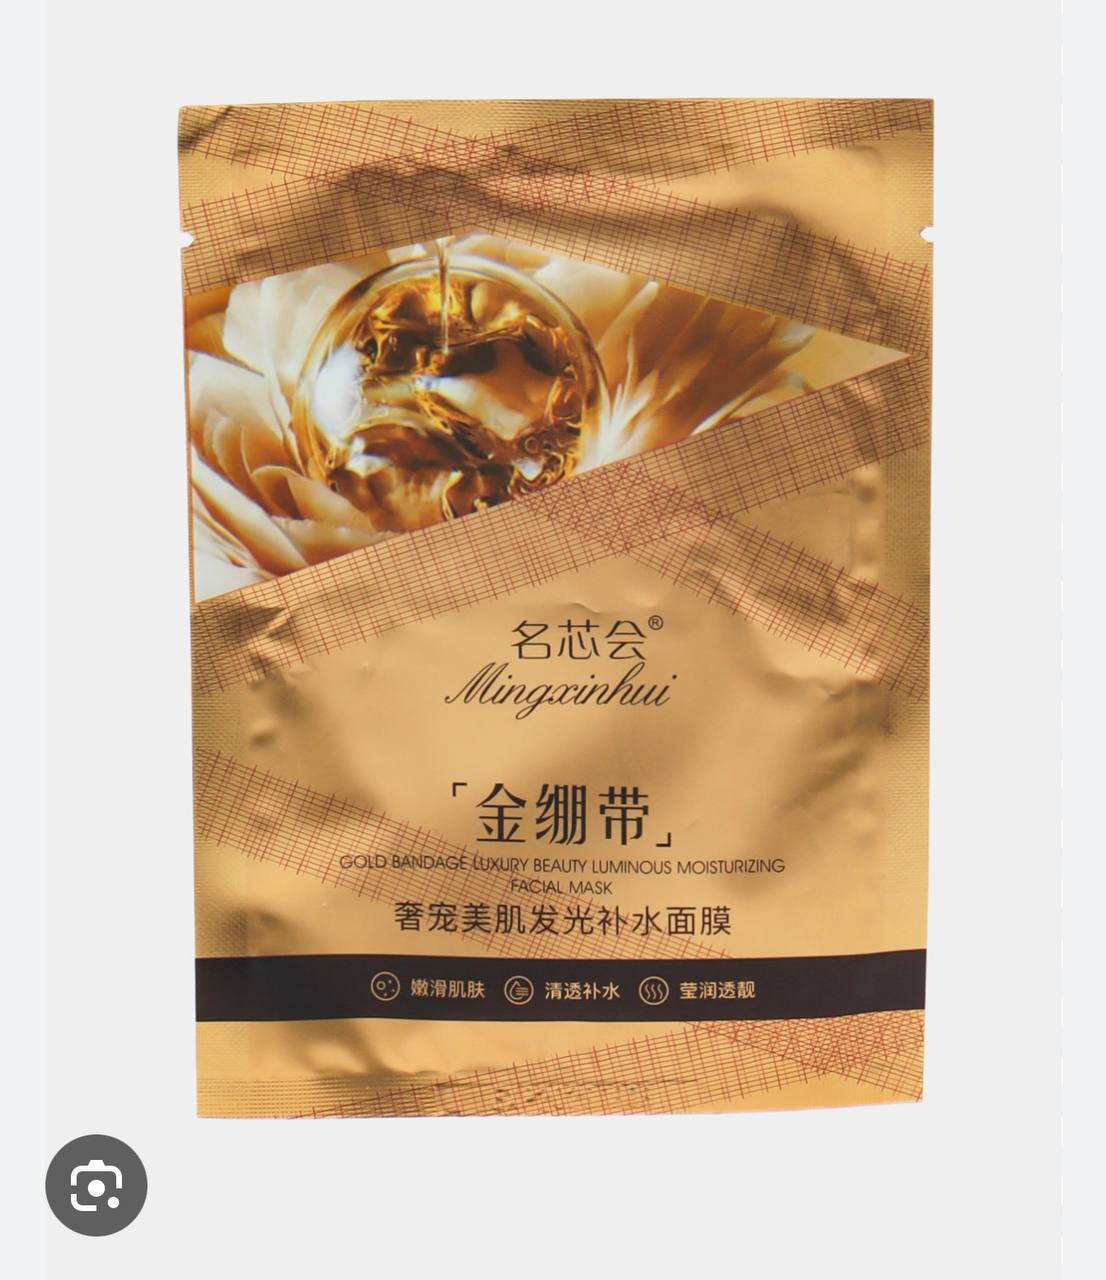 名芯会®
Mingxinhui
「金绷带」
GOLD BANDAGE LUXURY BEAUTY LUMINOUS MOISTURIZING
FACIAL MASK
奢宠美肌发光补水面膜
嫩滑肌肤 清透补水 莹润透靓